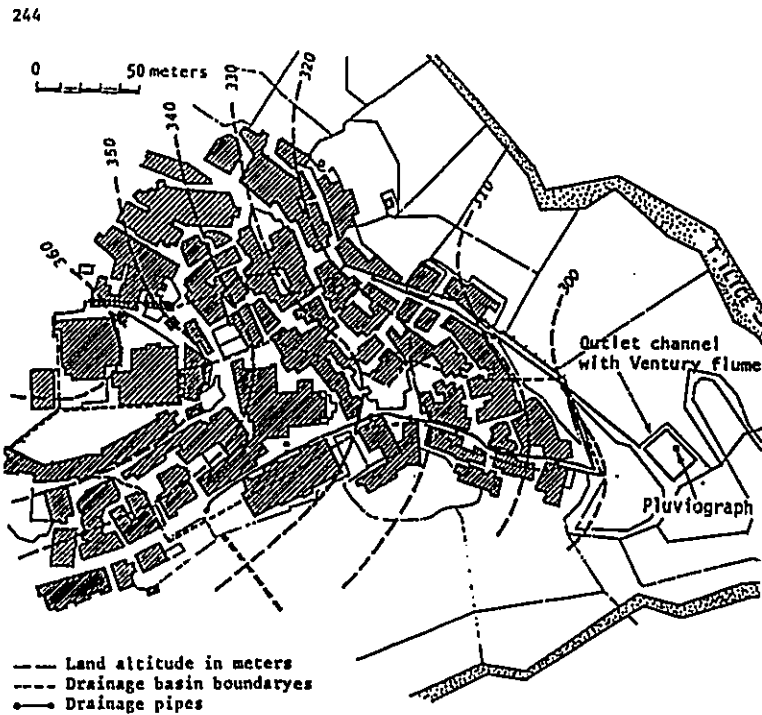 244
0 50 meters
330
320
340
350
360
310
300
T. ILICE
Outlet channel
with Ventury flume
Pluviograph
Land altitude in meters
Drainage basin boundaryes
Drainage pipes